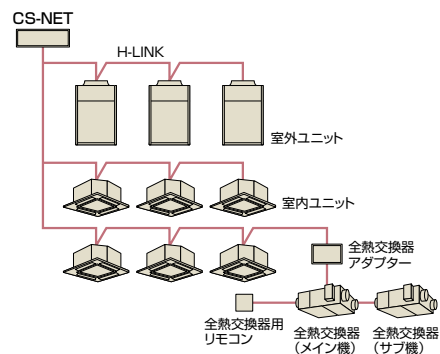 CS-NET
H-LINK
室外ユニット
室内ユニット
全熱交換器
アダプター
全熱交換器用
リモコン
全熱交換器
（メイン機）
全熱交換器
（サブ機）